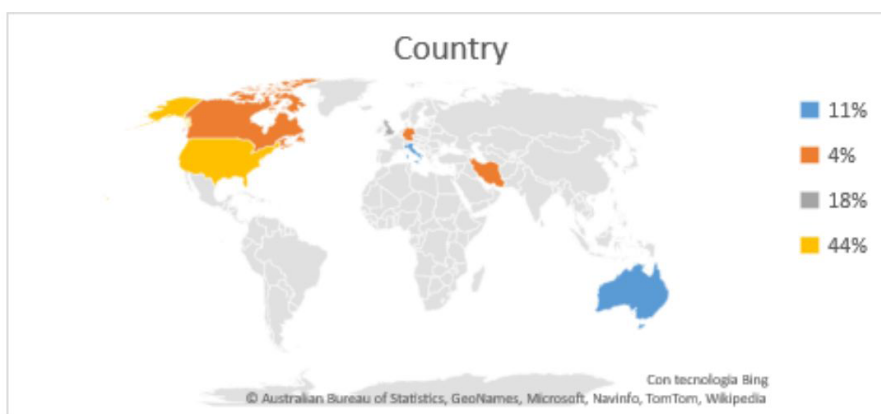 Country
11%
4%
18%
44%
Con tecnologia Bing
© Australian Bureau of Statistics, GeoNames, Microsoft, Navinfo, TomTom, Wikipedia